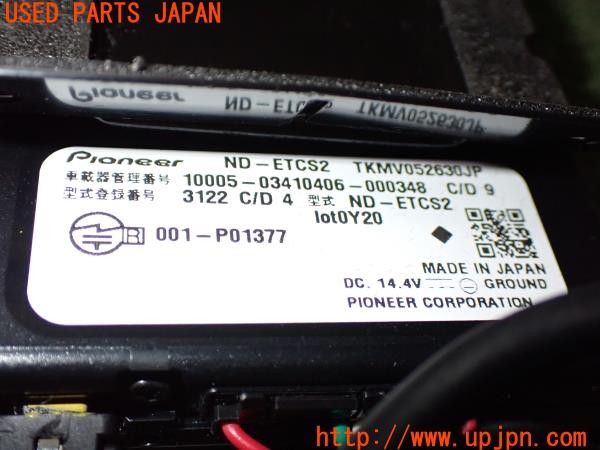 USED PARTS JAPAN
Pioneer ND-ETCS2 TKMV052630JP
Pioneer ND-ETCS2 TKMV052630JP
車載器管理番号 10005-03410406-000348 C/D 9
型式登録番号 3122 C/D 4 型式 ND-ETCS2
lot0Y20
R 001-P01377
MADE IN JAPAN
DC. 14.4V GROUND
PIONEER CORPORATION
http://www.upjpn.com/